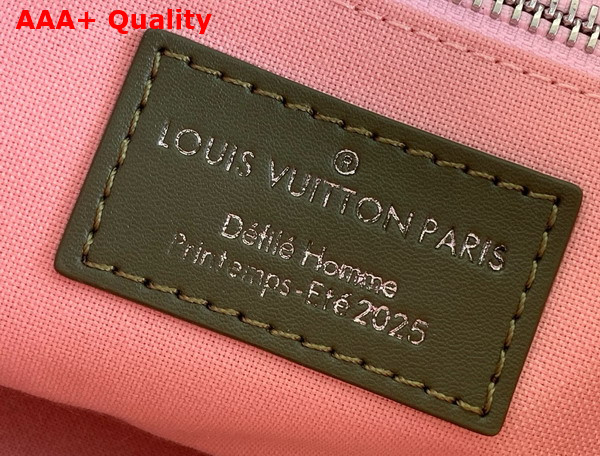 AAA+ Quality
®
LOUIS VUITTON PARIS
Défilé Homme
Printemps-Eté 2025